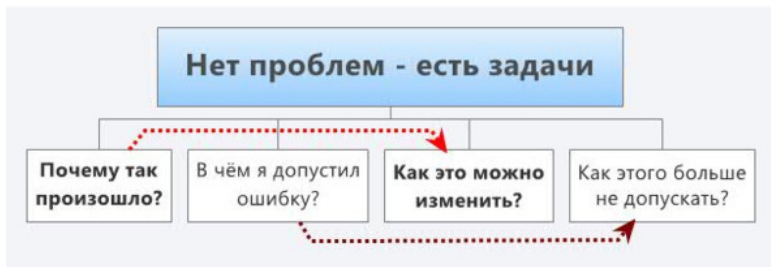 Нет проблем - есть задачи
Почему так
произошло?
В чём я допустил
ошибку?
Как это можно
изменить?
Как этого больше
не допускать?